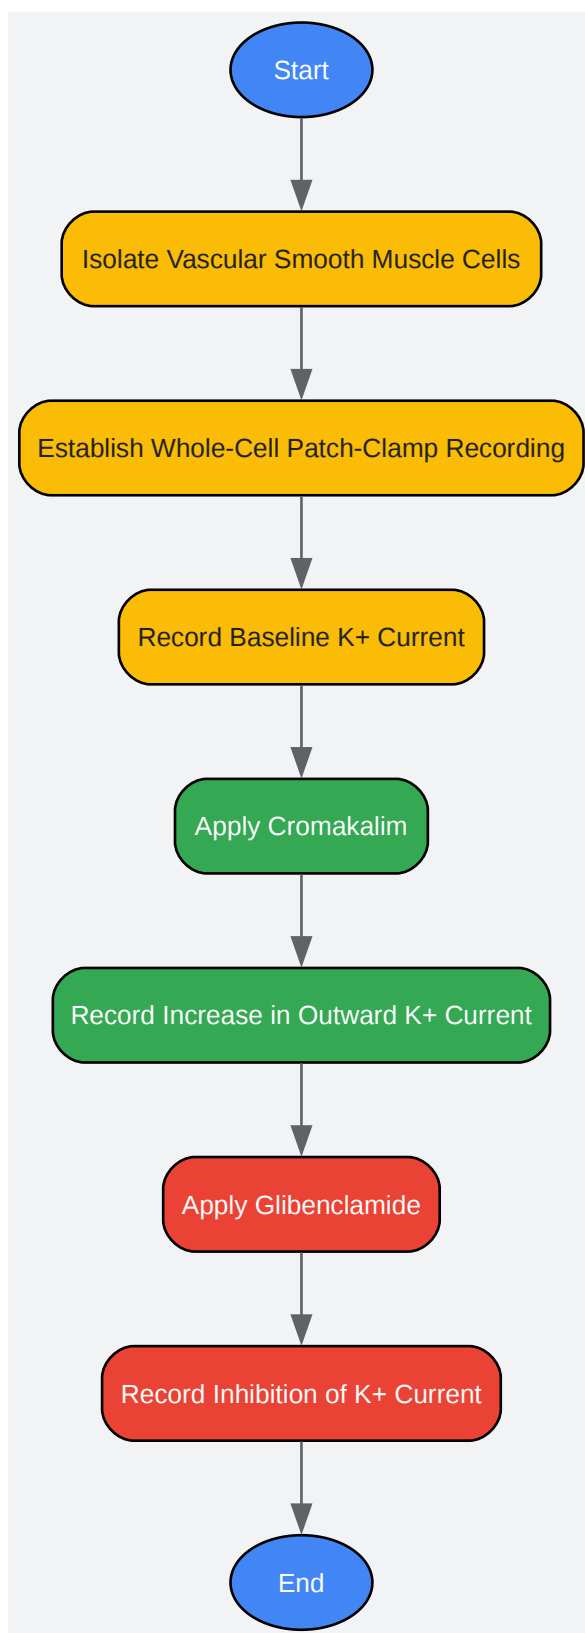 Start
Isolate Vascular Smooth Muscle Cells
Establish Whole-Cell Patch-Clamp Recording
Record Baseline K+ Current
Apply Cromakalim
Record Increase in Outward K+ Current
Apply Glibenclamide
Record Inhibition of K+ Current
End